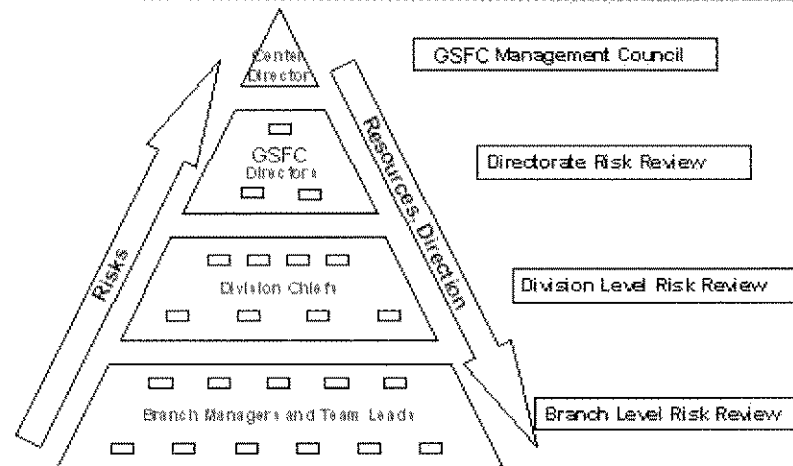 Center
Director
GSFC Management Council
GSFC
Directors
Directorate Risk Review
Risks
Resources, Direction
Division Chiefs
Division Level Risk Review
Branch Managers and Team Leads
Branch Level Risk Review